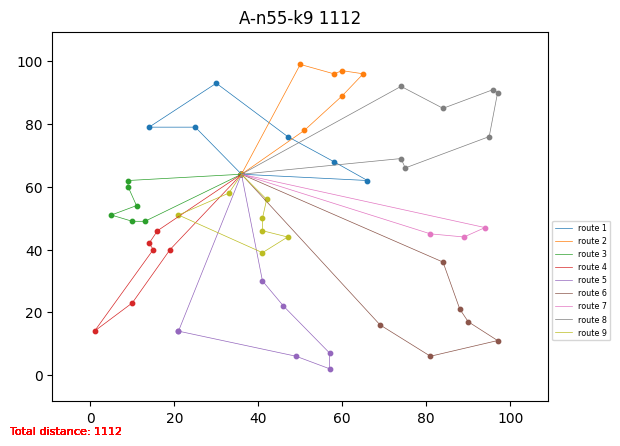 A-n55-k9 1112
100
80
60
40
20
0
0 20 40 60 80 100
route 1
route 2
route 3
route 4
route 5
route 6
route 7
route 8
route 9
Total distance: 1112